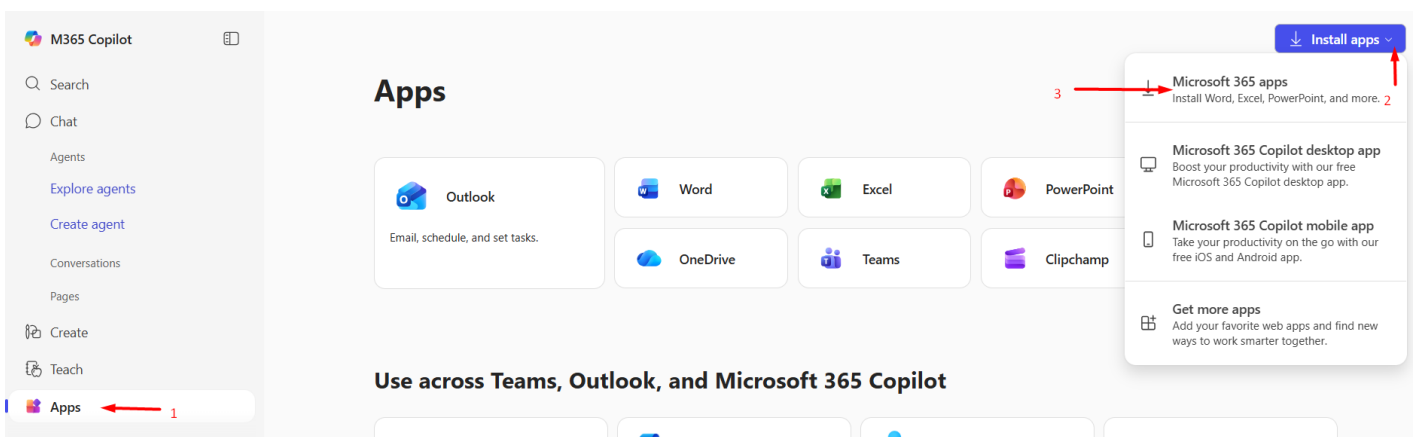 M365 Copilot
Search
Chat
Agents
Explore agents
Create agent
Conversations
Pages
Create
Teach
Apps
1
Install apps
Apps
Outlook
Email, schedule, and set tasks.
Word
Excel
PowerPoint
OneDrive
Teams
Clipchamp
3
Microsoft 365 apps
Install Word, Excel, PowerPoint, and more.
2
Microsoft 365 Copilot desktop app
Boost your productivity with our free
Microsoft 365 Copilot desktop app.
Microsoft 365 Copilot mobile app
Take your productivity on the go with our
free iOS and Android app.
Get more apps
Add your favorite web apps and find new
ways to work smarter together.
Use across Teams, Outlook, and Microsoft 365 Copilot